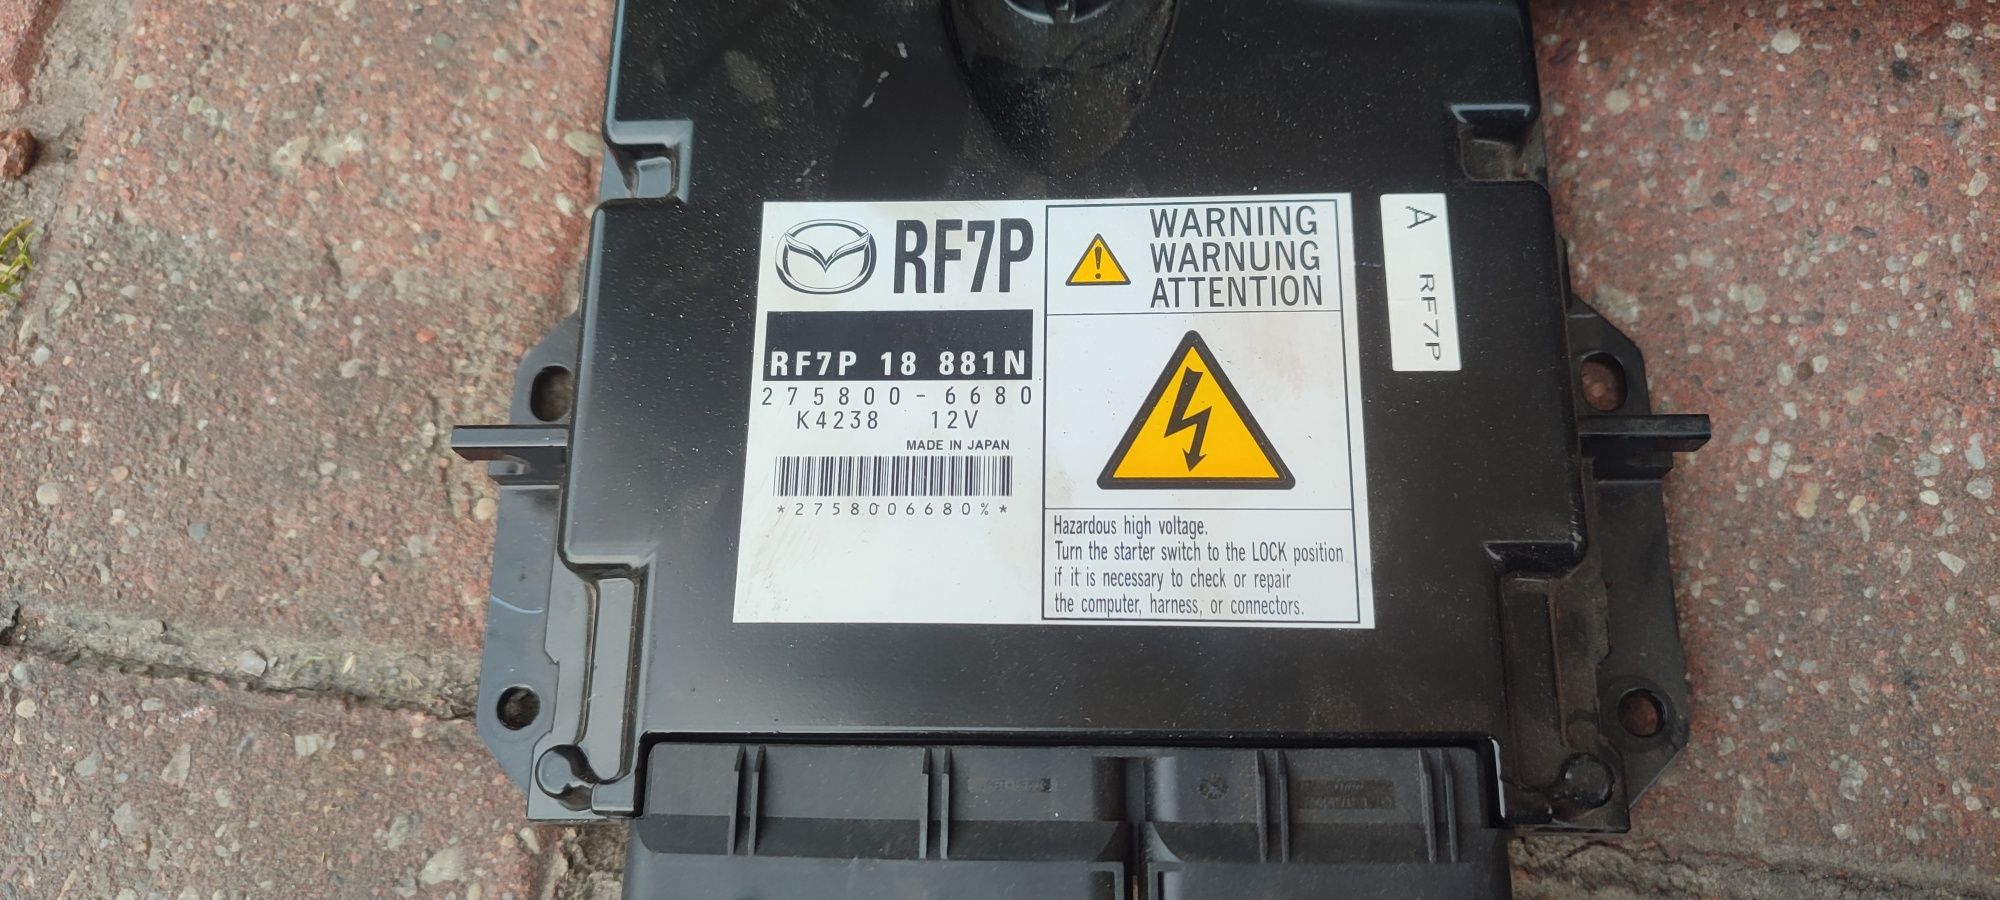 RF7P
RF7P 18 881N
275800-6680
K4238 12V
MADE IN JAPAN
*2758006680%*
WARNING
WARNUNG
ATTENTION
Hazardous high voltage.
Turn the starter switch to the LOCK position
if it is necessary to check or repair
the computer, harness, or connectors.
A RF7P